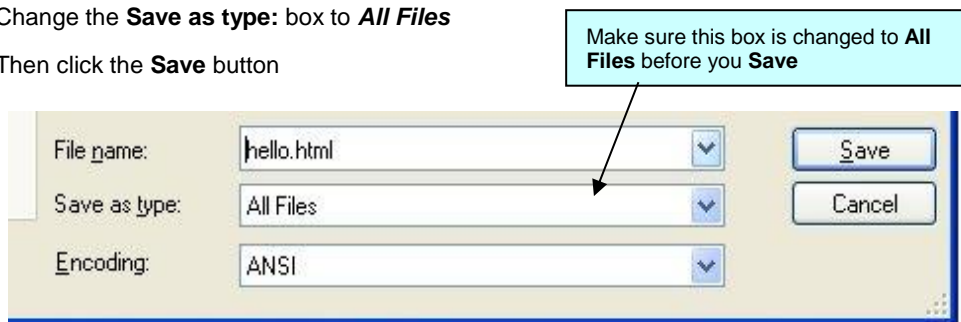 Change the Save as type: box to All Files
Then click the Save button
Make sure this box is changed to All
Files before you Save
File name:
hello.html
Save
Save as type:
All Files
Cancel
Encoding:
ANSI